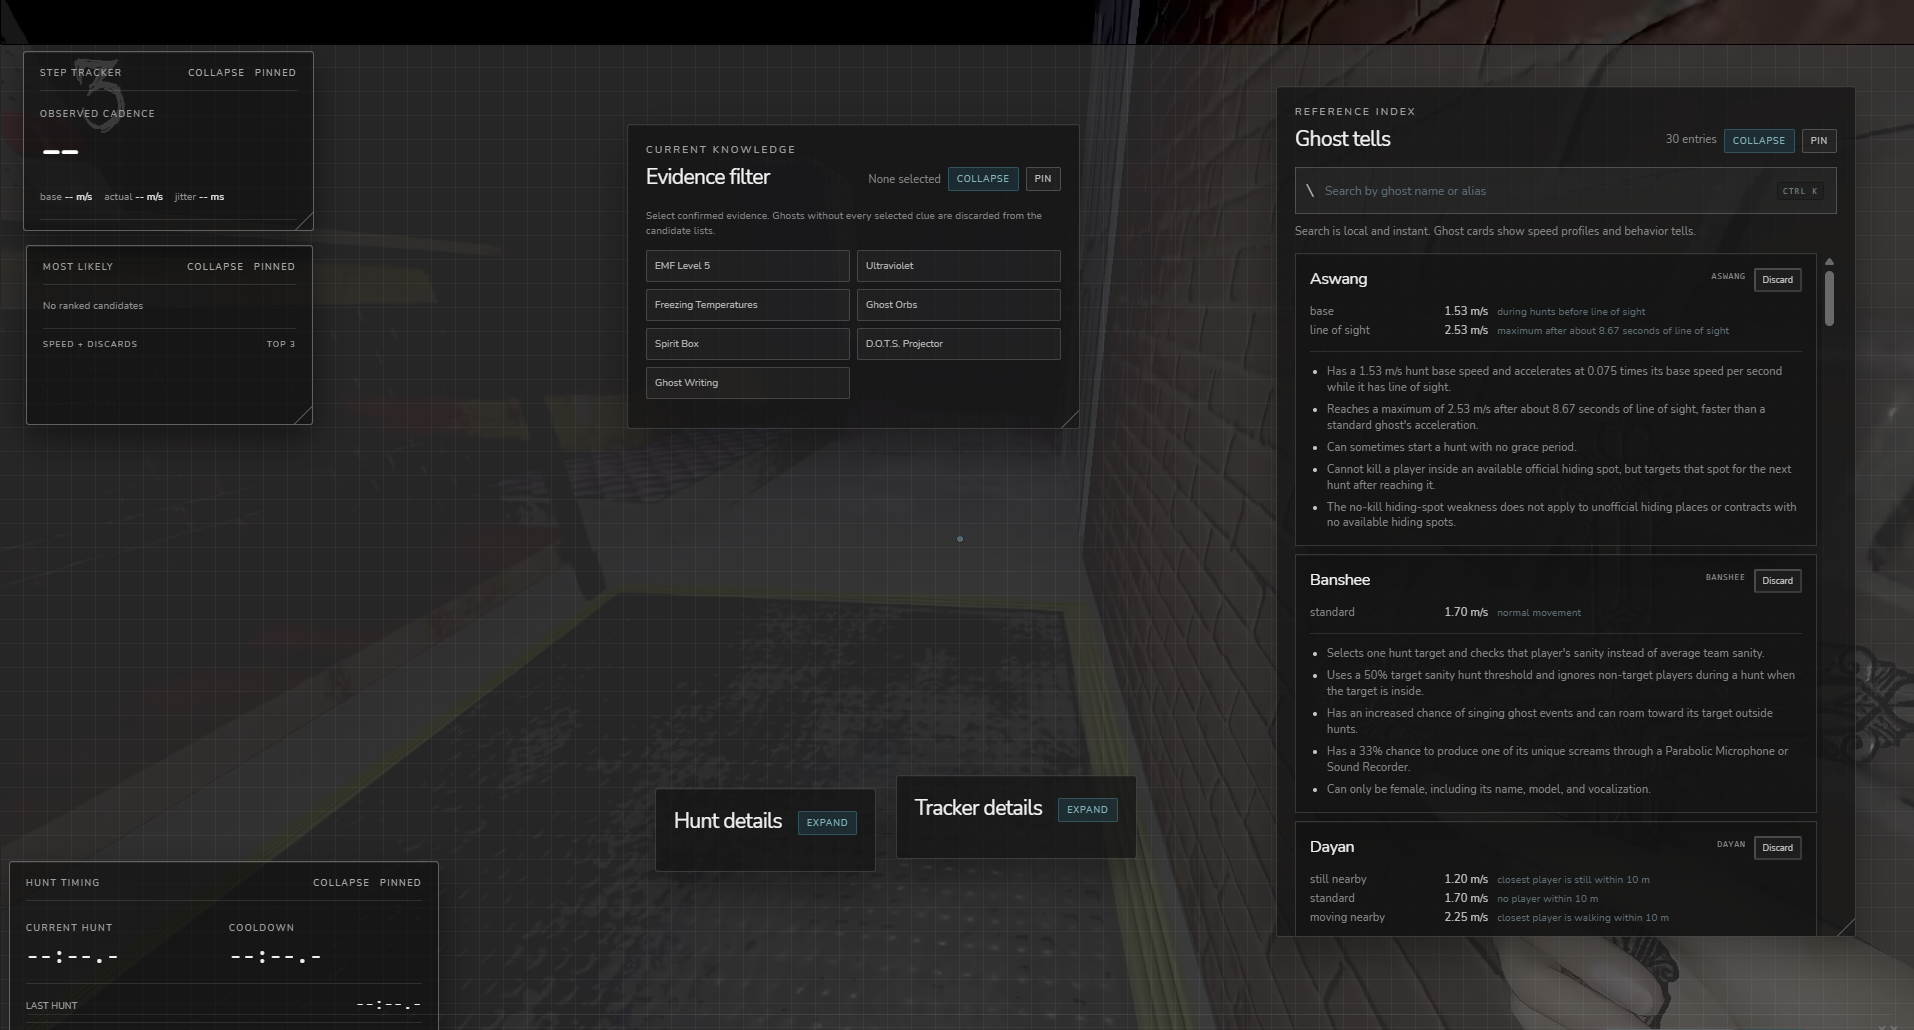 3
STEP TRACKER COLLAPSE PINNED
OBSERVED CADENCE
--
base -- m/s actual -- m/s jitter -- ms
MOST LIKELY COLLAPSE PINNED
No ranked candidates
SPEED + DISCARDS TOP 3
CURRENT KNOWLEDGE
Evidence filter None selected COLLAPSE PIN
Select confirmed evidence. Ghosts without every selected clue are discarded from the
candidate lists.
EMF Level 5 Ultraviolet
Freezing Temperatures Ghost Orbs
Spirit Box D.O.T.S. Projector
Ghost Writing
Hunt details EXPAND
Tracker details EXPAND
HUNT TIMING COLLAPSE PINNED
CURRENT HUNT COOLDOWN
--:--.- --:--.-
LAST HUNT --:--.-
REFERENCE INDEX
Ghost tells 30 entries COLLAPSE PIN
\ Search by ghost name or alias CTRL K
Search is local and instant. Ghost cards show speed profiles and behavior tells.
Aswang ASWANG Discard
base 1.53 m/s during hunts before line of sight
line of sight 2.53 m/s maximum after about 8.67 seconds of line of sight
• Has a 1.53 m/s hunt base speed and accelerates at 0.075 times its base speed per second
while it has line of sight.
• Reaches a maximum of 2.53 m/s after about 8.67 seconds of line of sight, faster than a
standard ghost's acceleration.
• Can sometimes start a hunt with no grace period.
• Cannot kill a player inside an available official hiding spot, but targets that spot for the next
hunt after reaching it.
• The no-kill hiding-spot weakness does not apply to unofficial hiding places or contracts with
no available hiding spots.
Banshee BANSHEE Discard
standard 1.70 m/s normal movement
• Selects one hunt target and checks that player's sanity instead of average team sanity.
• Uses a 50% target sanity hunt threshold and ignores non-target players during a hunt when
the target is inside.
• Has an increased chance of singing ghost events and can roam toward its target outside
hunts.
• Has a 33% chance to produce one of its unique screams through a Parabolic Microphone or
Sound Recorder.
• Can only be female, including its name, model, and vocalization.
Dayan DAYAN Discard
still nearby 1.20 m/s closest player is still within 10 m
standard 1.70 m/s no player within 10 m
moving nearby 2.25 m/s closest player is walking within 10 m